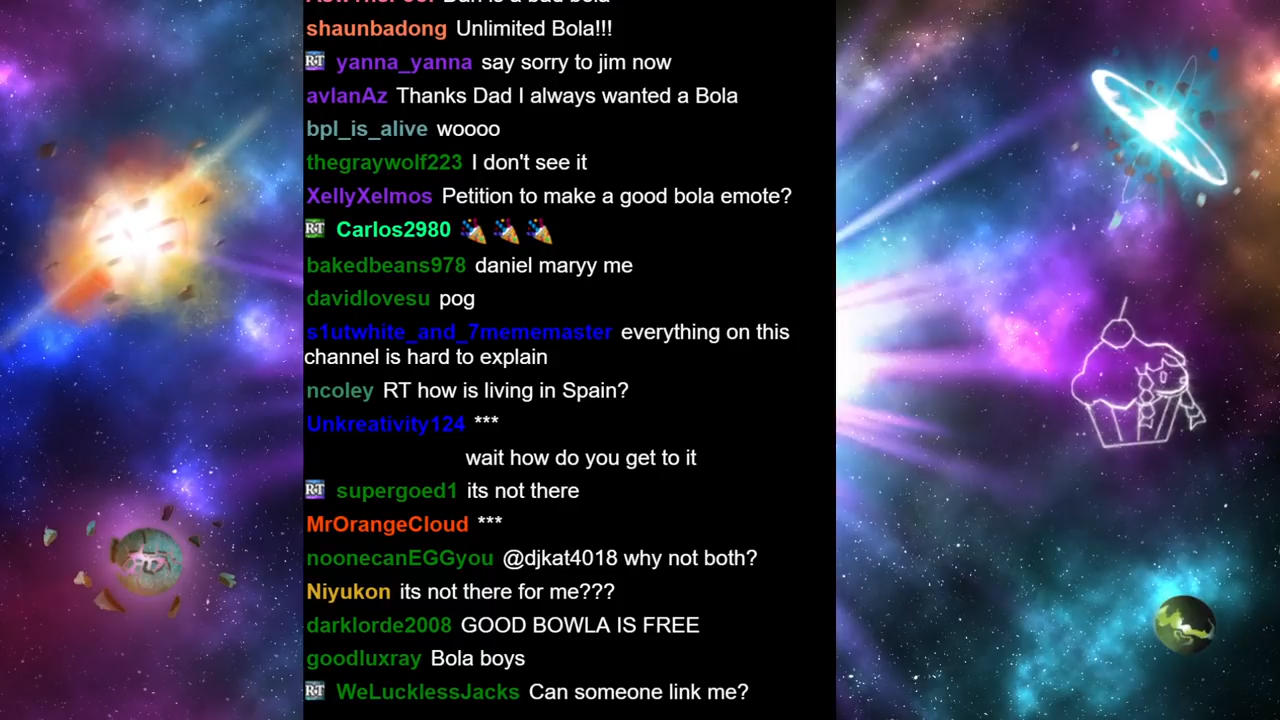 shaunbadong Unlimited Bola!!!
RT yanna_yanna say sorry to jim now
avlanAz Thanks Dad I always wanted a Bola
bpl_is_alive woooo
thegraywolf223 I don't see it
XellyXelmos Petition to make a good bola emote?
RT Carlos2980 🎉 🎉 🎉
bakedbeans978 daniel maryy me
davidlovesu pog
s1utwhite_and_7mememaster everything on this
channel is hard to explain
ncoley RT how is living in Spain?
Unkreativity124 ***
wait how do you get to it
RT supergoed1 its not there
MrOrangeCloud ***
noonecanEGGyou @djkat4018 why not both?
Niyukon its not there for me???
darklorde2008 GOOD BOWLA IS FREE
goodluxray Bola boys
RT WeLucklessJacks Can someone link me?